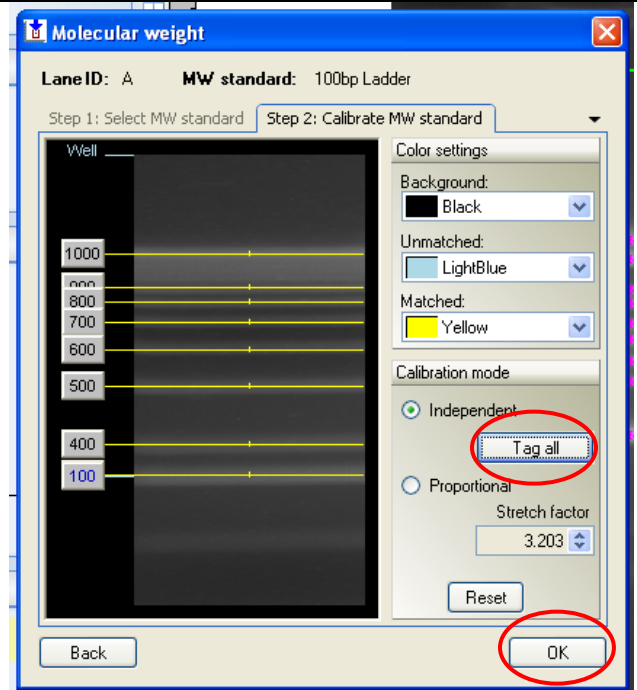 Molecular weight
Lane ID: A MW standard: 100bp Ladder
Step 1: Select MW standard Step 2: Calibrate MW standard
Well
1000
900
800
700
600
500
400
100
Color settings
Background:
Black
Unmatched:
LightBlue
Matched:
Yellow
Calibration mode
Independent
Tag all
Proportional
Stretch factor
3.203
Reset
Back OK